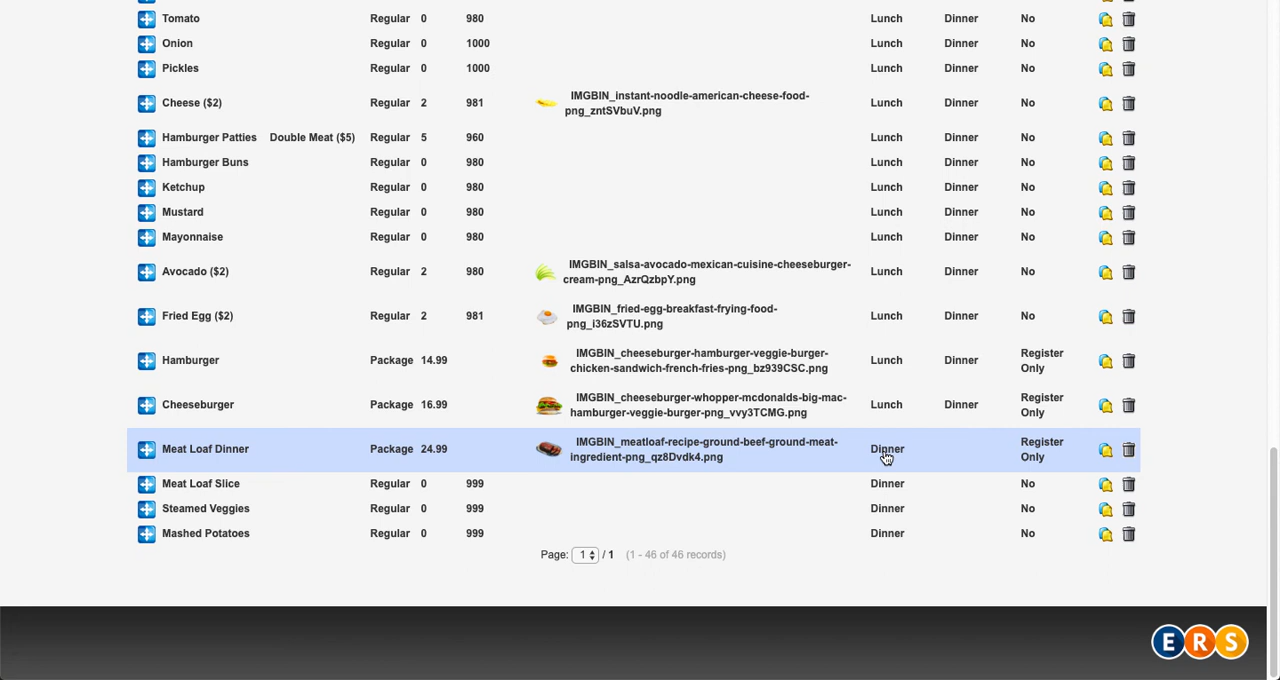 Tomato Regular 0 980 Lunch Dinner No
Onion Regular 0 1000 Lunch Dinner No
Pickles Regular 0 1000 Lunch Dinner No
Cheese ($2) Regular 2 981 IMGBIN_instant-noodle-american-cheese-food- Lunch Dinner No
png_zntSVbuV.png
Hamburger Patties Double Meat ($5) Regular 5 960 Lunch Dinner No
Hamburger Buns Regular 0 980 Lunch Dinner No
Ketchup Regular 0 980 Lunch Dinner No
Mustard Regular 0 980 Lunch Dinner No
Mayonnaise Regular 0 980 Lunch Dinner No
Avocado ($2) Regular 2 980 IMGBIN_salsa-avocado-mexican-cuisine-cheeseburger- Lunch Dinner No
cream-png_AzrQzbpY.png
Fried Egg ($2) Regular 2 981 IMGBIN_fried-egg-breakfast-frying-food- Lunch Dinner No
png_i36zSVTU.png
Hamburger Package 14.99 IMGBIN_cheeseburger-hamburger-veggie-burger- Lunch Dinner Register
chicken-sandwich-french-fries-png_bz939CSC.png Only
Cheeseburger Package 16.99 IMGBIN_cheeseburger-whopper-mcdonalds-big-mac- Lunch Dinner Register
hamburger-veggie-burger-png_vvy3TCMG.png Only
Meat Loaf Dinner Package 24.99 IMGBIN_meatloaf-recipe-ground-beef-ground-meat- Dinner Register
ingredient-png_qz8Dvdk4.png Only
Meat Loaf Slice Regular 0 999 Dinner No
Steamed Veggies Regular 0 999 Dinner No
Mashed Potatoes Regular 0 999 Dinner No
Page: 1 / 1 (1 - 46 of 46 records)
E R S